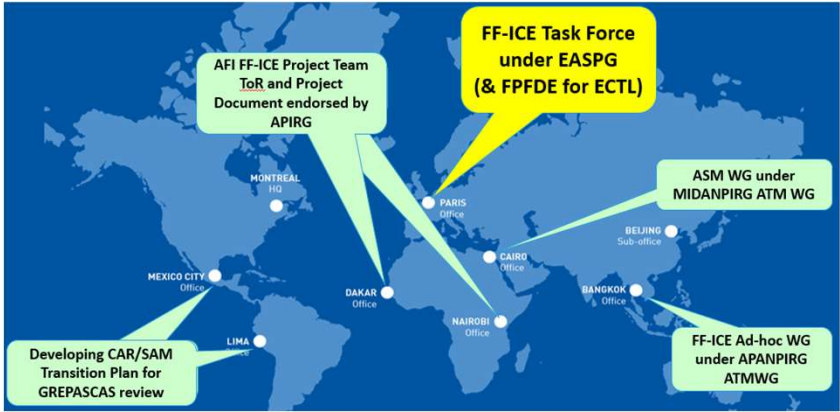 FF-ICE Task Force
under EASPG
(& FPFDE for ECTL)
AFI FF-ICE Project Team
ToR and Project
Document endorsed by
APIRG
ASM WG under
MIDANPIRG ATM WG
MONTREAL
HQ
PARIS
Office
BEIJING
Sub-office
CAIRO
Office
MEXICO CITY
Office
DAKAR
Office
BANGKOK
Office
NAIROBI
Office
LIMA
Office
Developing CAR/SAM
Transition Plan for
GREPASCAS review
FF-ICE Ad-hoc WG
under APANPIRG
ATMWG